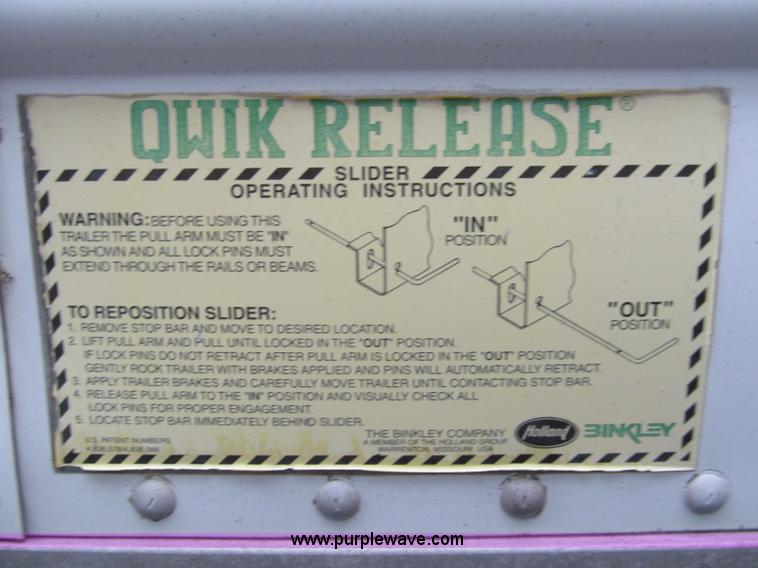 QWIK RELEASE®
SLIDER
OPERATING INSTRUCTIONS
WARNING: BEFORE USING THIS
TRAILER THE PULL ARM MUST BE "IN"
AS SHOWN AND ALL LOCK PINS MUST
EXTEND THROUGH THE RAILS OR BEAMS.
"IN"
POSITION
"OUT"
POSITION
TO REPOSITION SLIDER:
1. REMOVE STOP BAR AND MOVE TO DESIRED LOCATION.
2. LIFT PULL ARM AND PULL UNTIL LOCKED IN THE "OUT" POSITION.
IF LOCK PINS DO NOT RETRACT AFTER PULL ARM IS LOCKED IN THE "OUT" POSITION
GENTLY ROCK TRAILER WITH BRAKES APPLIED AND PINS WILL AUTOMATICALLY RETRACT.
3. APPLY TRAILER BRAKES AND CAREFULLY MOVE TRAILER UNTIL CONTACTING STOP BAR.
4. RELEASE PULL ARM TO THE "IN" POSITION AND VISUALLY CHECK ALL
LOCK PINS FOR PROPER ENGAGEMENT.
5. LOCATE STOP BAR IMMEDIATELY BEHIND SLIDER.
U.S. PATENT NUMBERS
4,838,578/4,838,566
THE BINKLEY COMPANY
A MEMBER OF THE HOLLAND GROUP
WARRENTON, MISSOURI USA
Holland
BINKLEY
www.purplewave.com